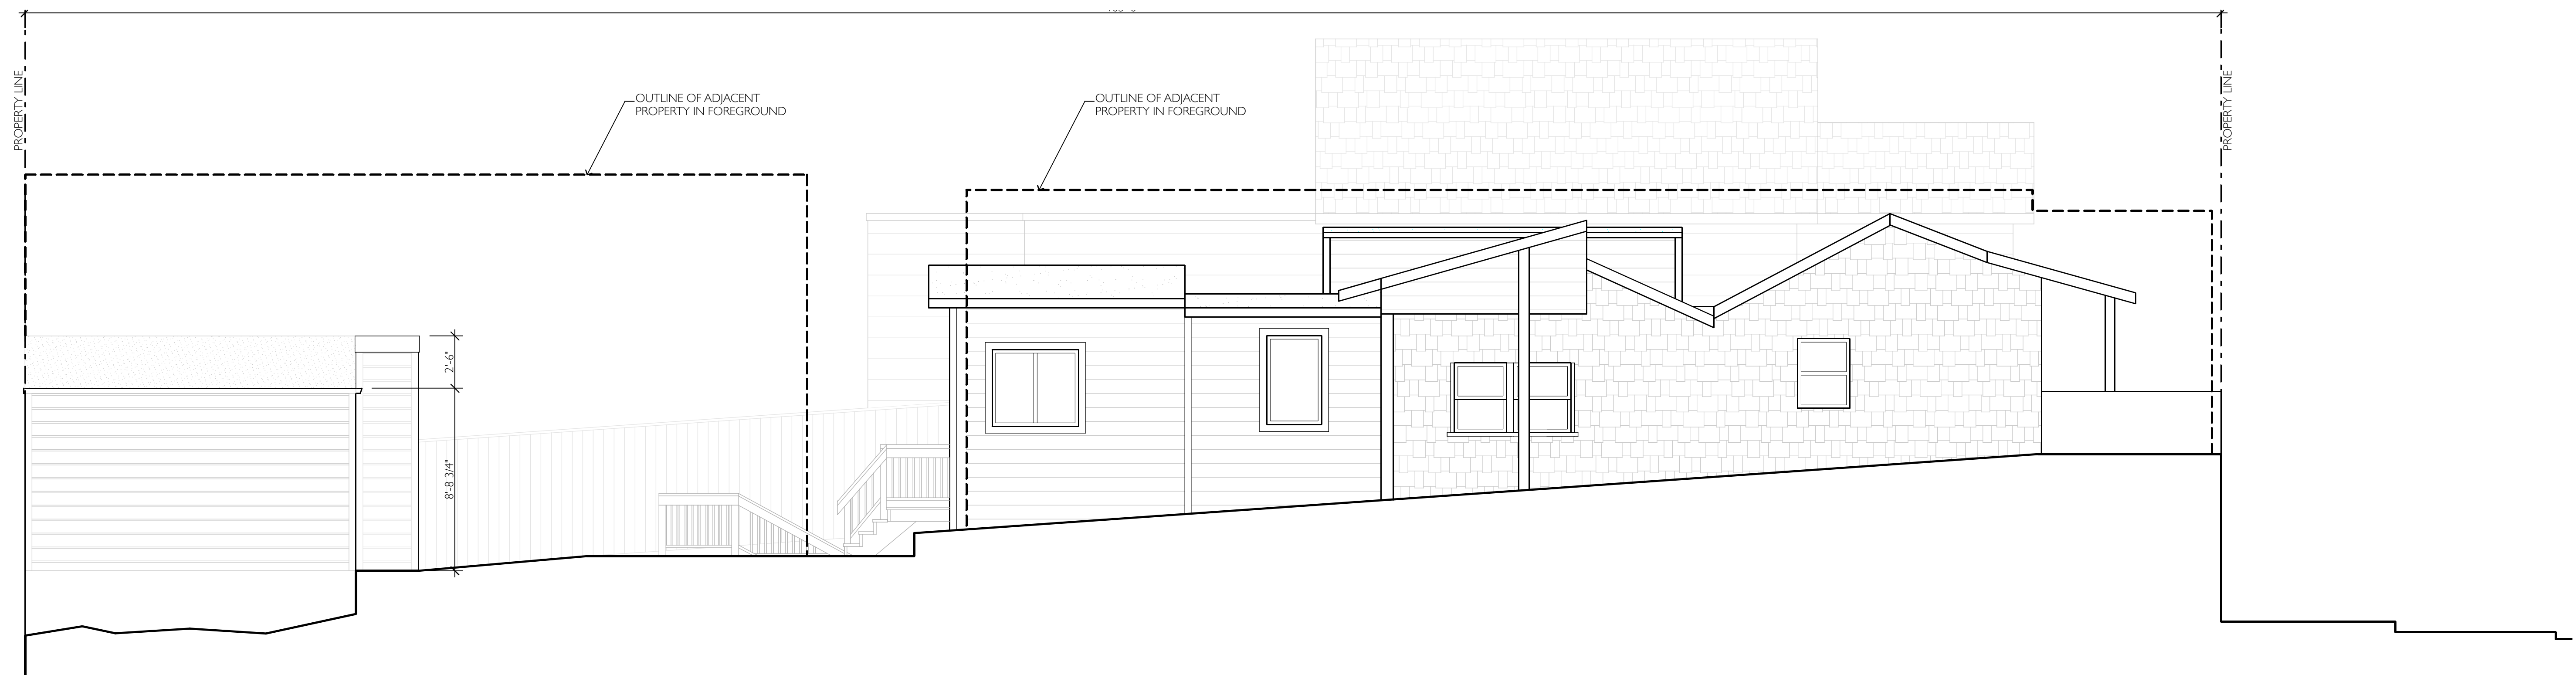 PROPERTY LINE
OUTLINE OF ADJACENT
PROPERTY IN FOREGROUND
OUTLINE OF ADJACENT
PROPERTY IN FOREGROUND
PROPERTY LINE
2'-6"
8'-8 3/4"